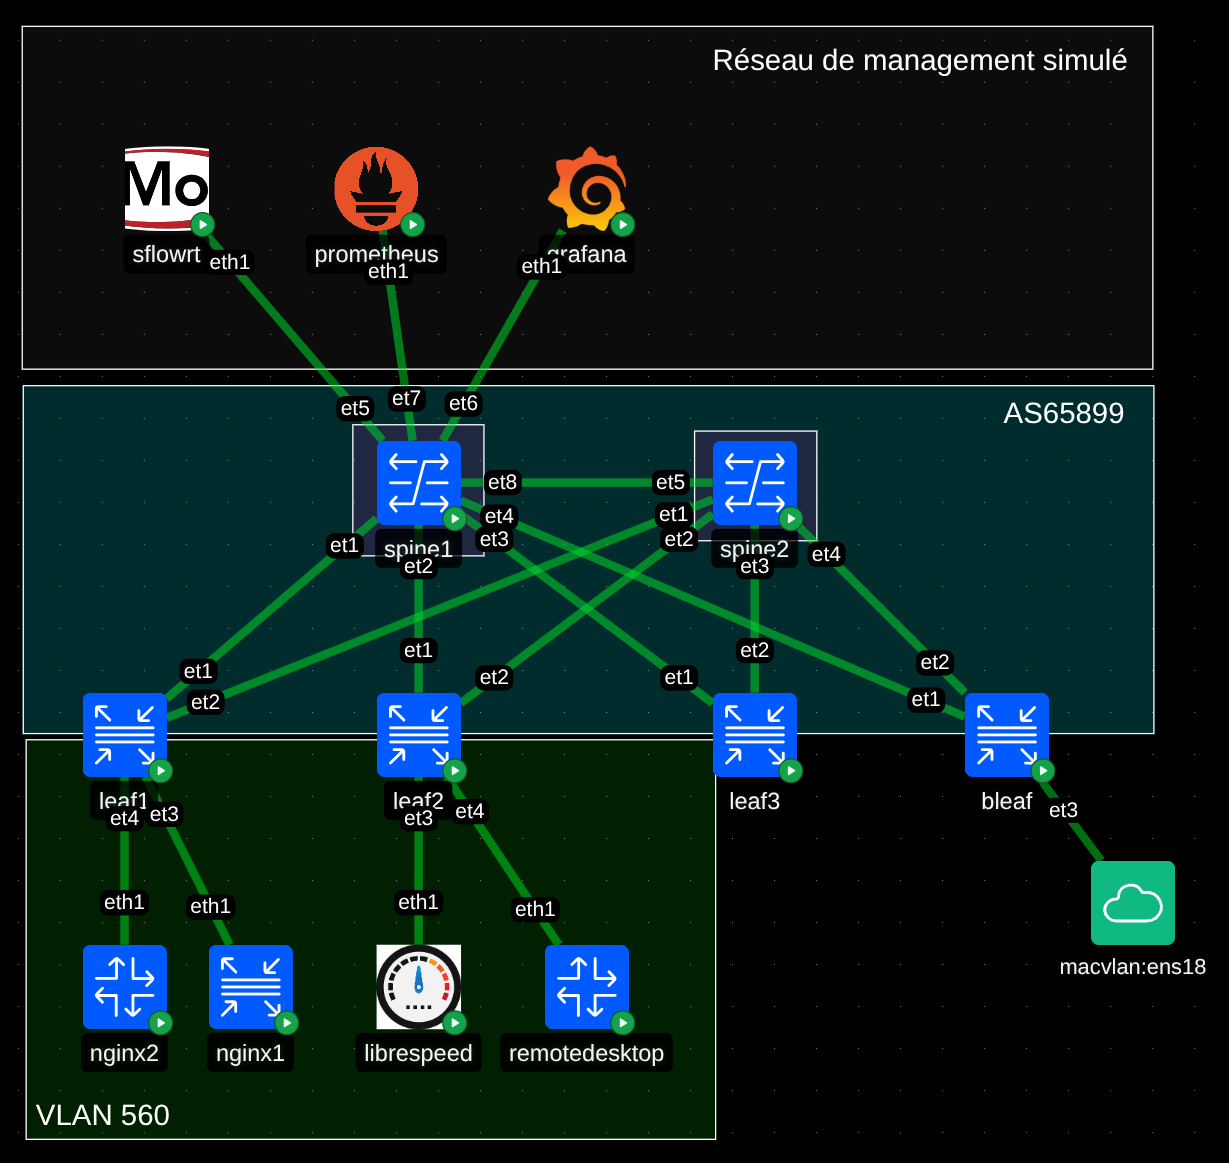 Réseau de management simulé
Mo
sflowrt
eth1
prometheus
eth1
grafana
eth1
et5
et7
et6
AS65899
et8
et5
et4
et1
et3
et2
et1
spine1
et2
spine2
et3
et4
et1
et2
et1
et2
et1
et2
et2
et1
leaf1
et4
et3
leaf2
et3
et4
leaf3
bleaf
et3
eth1
eth1
eth1
eth1
macvlan:ens18
nginx2
nginx1
librespeed
remotedesktop
VLAN 560